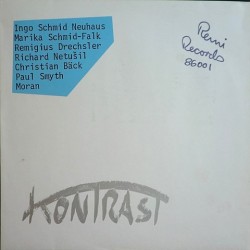 Ingo Schmid Neuhaus
Marika Schmid-Falk
Remigius Drechsler
Richard Netušil
Christian Bäck
Paul Smyth
Moran
Remi
Records
86001
KONTRAST